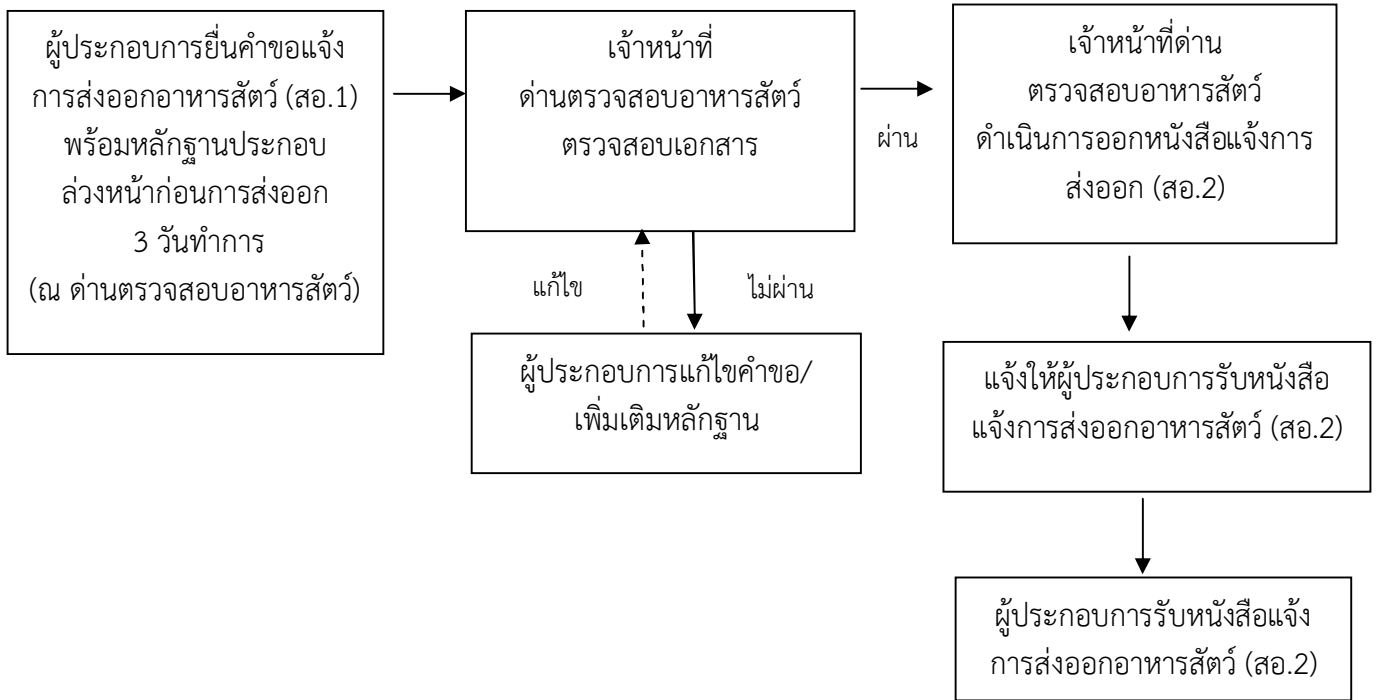 ผู้ประกอบการยื่นคำขอแจ้ง
การส่งออกอาหารสัตว์ (สอ.1)
พร้อมหลักฐานประกอบ
ล่วงหน้าก่อนการส่งออก
3 วันทำการ
(ณ ด่านตรวจสอบอาหารสัตว์)
เจ้าหน้าที่
ด่านตรวจสอบอาหารสัตว์
ตรวจสอบเอกสาร
ผ่าน
เจ้าหน้าที่ด่าน
ตรวจสอบอาหารสัตว์
ดำเนินการออกหนังสือแจ้งการ
ส่งออก (สอ.2)
แก้ไข
ไม่ผ่าน
ผู้ประกอบการแก้ไขคำขอ/
เพิ่มเติมหลักฐาน
แจ้งให้ผู้ประกอบการรับหนังสือ
แจ้งการส่งออกอาหารสัตว์ (สอ.2)
ผู้ประกอบการรับหนังสือแจ้ง
การส่งออกอาหารสัตว์ (สอ.2)